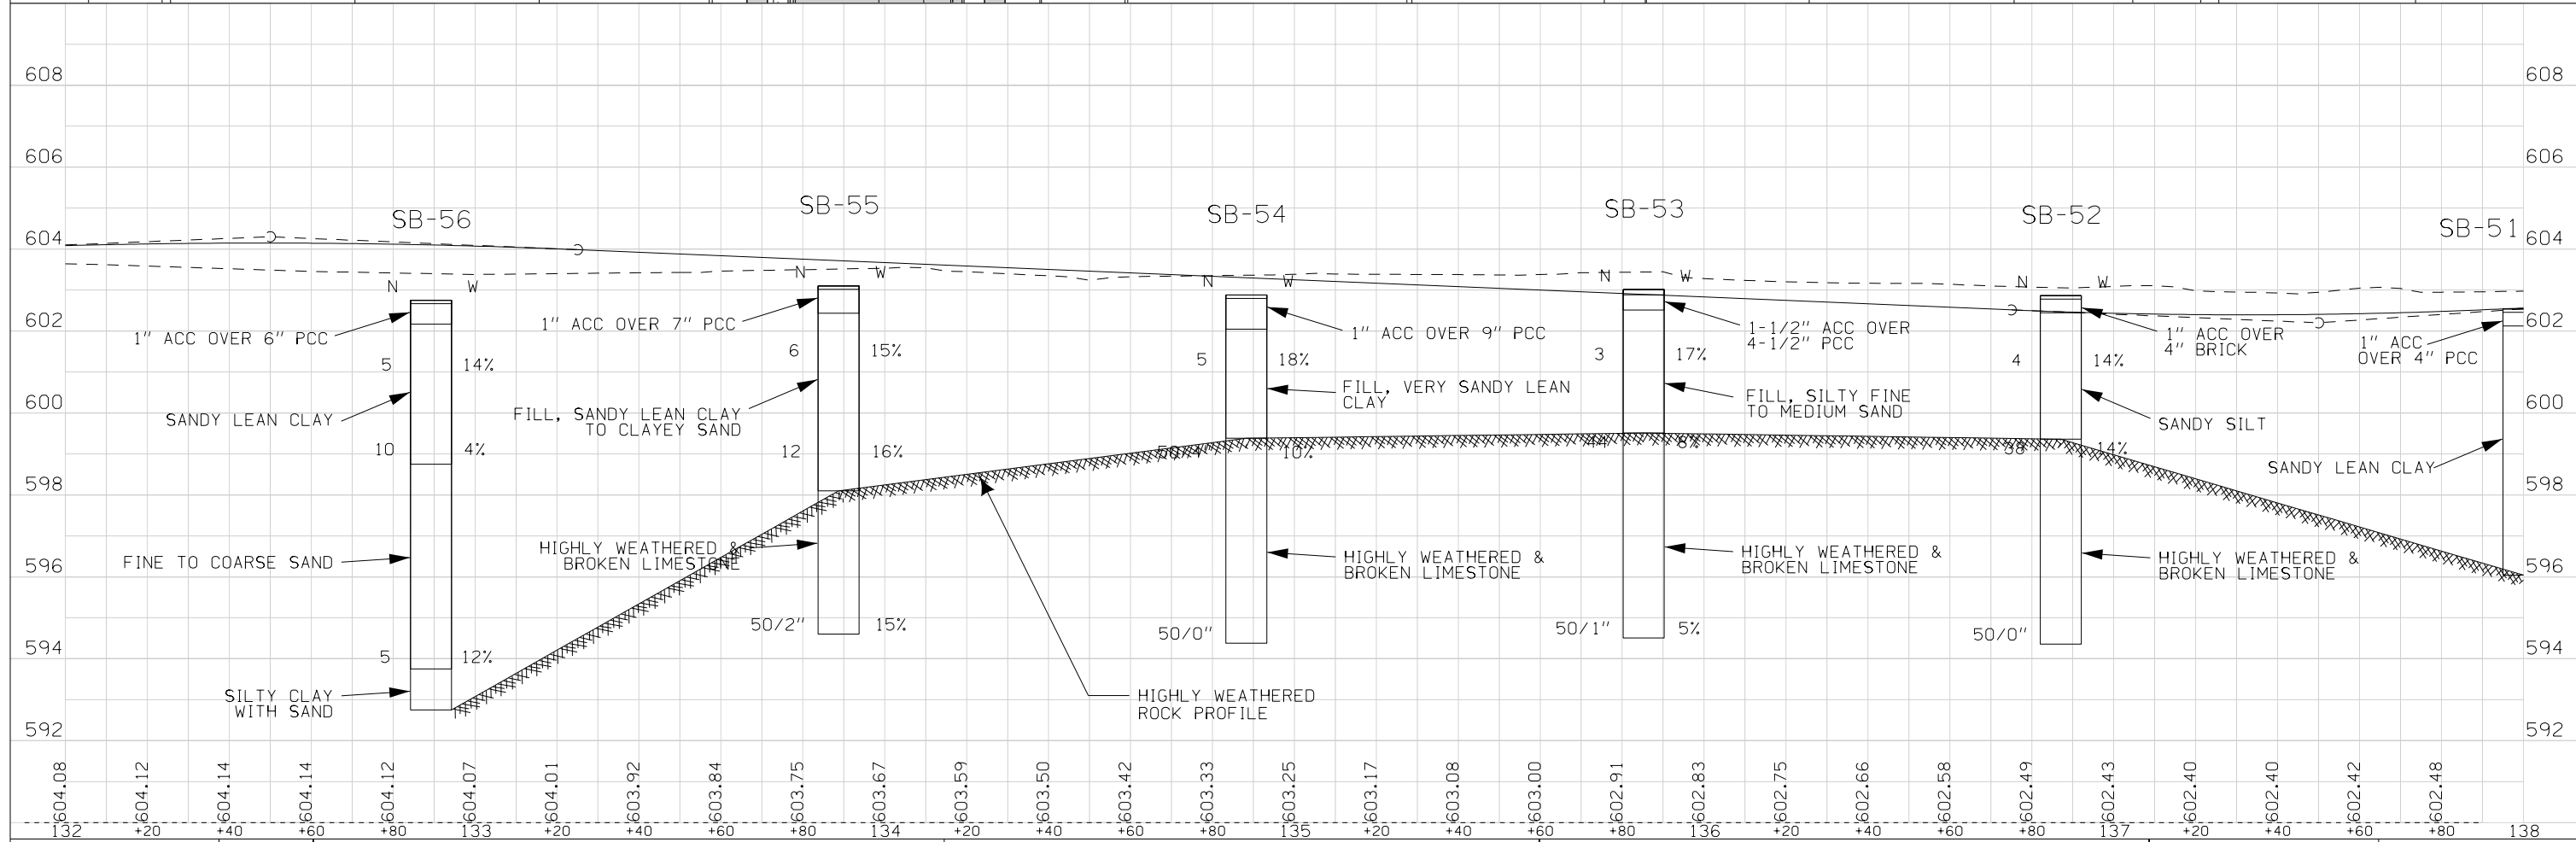 608
608
606
606
SB-56
SB-55
SB-54
SB-53
SB-52
SB-51
604
604
N W
N W
N W
N W
N W
602
602
1" ACC OVER 6" PCC
1" ACC OVER 7" PCC
1" ACC OVER 9" PCC
1-1/2" ACC OVER
4-1/2" PCC
1" ACC OVER
4" BRICK
1" ACC
OVER 4" PCC
5 14%
6 15%
5 18%
3 17%
4 14%
600
600
SANDY LEAN CLAY
FILL, SANDY LEAN CLAY
TO CLAYEY SAND
FILL, VERY SANDY LEAN
CLAY
FILL, SILTY FINE
TO MEDIUM SAND
SANDY SILT
SANDY LEAN CLAY
10 4%
12 16%
10%
44 8%
38 14%
598
598
FINE TO COARSE SAND
HIGHLY WEATHERED &
BROKEN LIMESTONE
HIGHLY WEATHERED &
BROKEN LIMESTONE
HIGHLY WEATHERED &
BROKEN LIMESTONE
HIGHLY WEATHERED &
BROKEN LIMESTONE
596
596
5 12%
50/2" 15%
50/0"
50/1" 5%
50/0"
594
594
SILTY CLAY
WITH SAND
HIGHLY WEATHERED
ROCK PROFILE
592
592
604.08 604.12 604.14 604.14 604.12 604.07 604.01 603.92 603.84 603.75 603.67 603.59 603.50 603.42 603.33 603.25 603.17 603.08 603.00 602.91 602.83 602.75 602.66 602.58 602.49 602.43 602.40 602.40 602.42 602.48
132 +20 +40 +60 +80 133 +20 +40 +60 +80 134 +20 +40 +60 +80 135 +20 +40 +60 +80 136 +20 +40 +60 +80 137 +20 +40 +60 +80 138